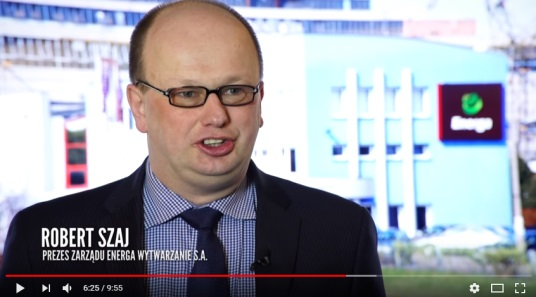 Energa
ROBERT SZAJ
PREZES ZARZĄDU ENERGA WYTWARZANIE S.A.
6:25 / 9:55